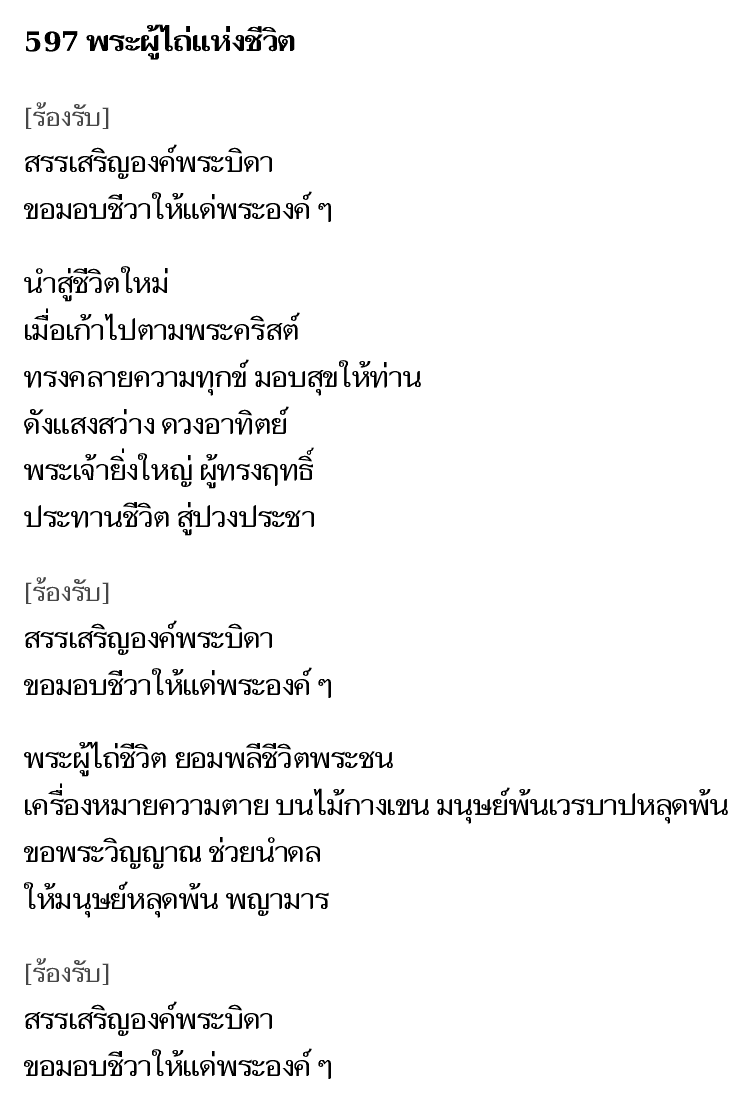 597 พระผู้ไถ่แห่งชีวิต
[ร้องรับ]
สรรเสริญองค์พระบิดา
ขอมอบชีวาให้แด่พระองค์ ๆ
นำสู่ชีวิตใหม่
เมื่อเก้าไปตามพระคริสต์
ทรงคลายความทุกข์ มอบสุขให้ท่าน
ดังแสงสว่าง ดวงอาทิตย์
พระเจ้ายิ่งใหญ่ ผู้ทรงฤทธิ์
ประทานชีวิต สู่ปวงประชา
[ร้องรับ]
สรรเสริญองค์พระบิดา
ขอมอบชีวาให้แด่พระองค์ ๆ
พระผู้ไถ่ชีวิต ยอมพลีชีวิตพระชน
เครื่องหมายความตาย บนไม้กางเขน มนุษย์พ้นเวรบาปหลุดพ้น
ขอพระวิญญาณ ช่วยนำดล
ให้มนุษย์หลุดพ้น พญามาร
[ร้องรับ]
สรรเสริญองค์พระบิดา
ขอมอบชีวาให้แด่พระองค์ ๆ